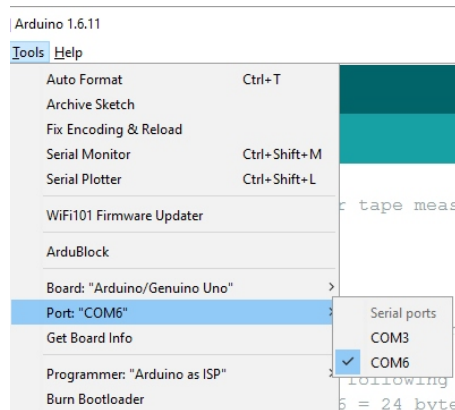 Arduino 1.6.11
Tools Help
Auto Format Ctrl+T
Archive Sketch
Fix Encoding & Reload
Serial Monitor Ctrl+Shift+M
Serial Plotter Ctrl+Shift+L
r tape meas
WiFi101 Firmware Updater
ArduBlock
Board: "Arduino/Genuino Uno" >
Port: "COM6" >
Serial ports
Get Board Info
COM3
✓ COM6
Programmer: "Arduino as ISP" >
following
Burn Bootloader
6 = 24 byte